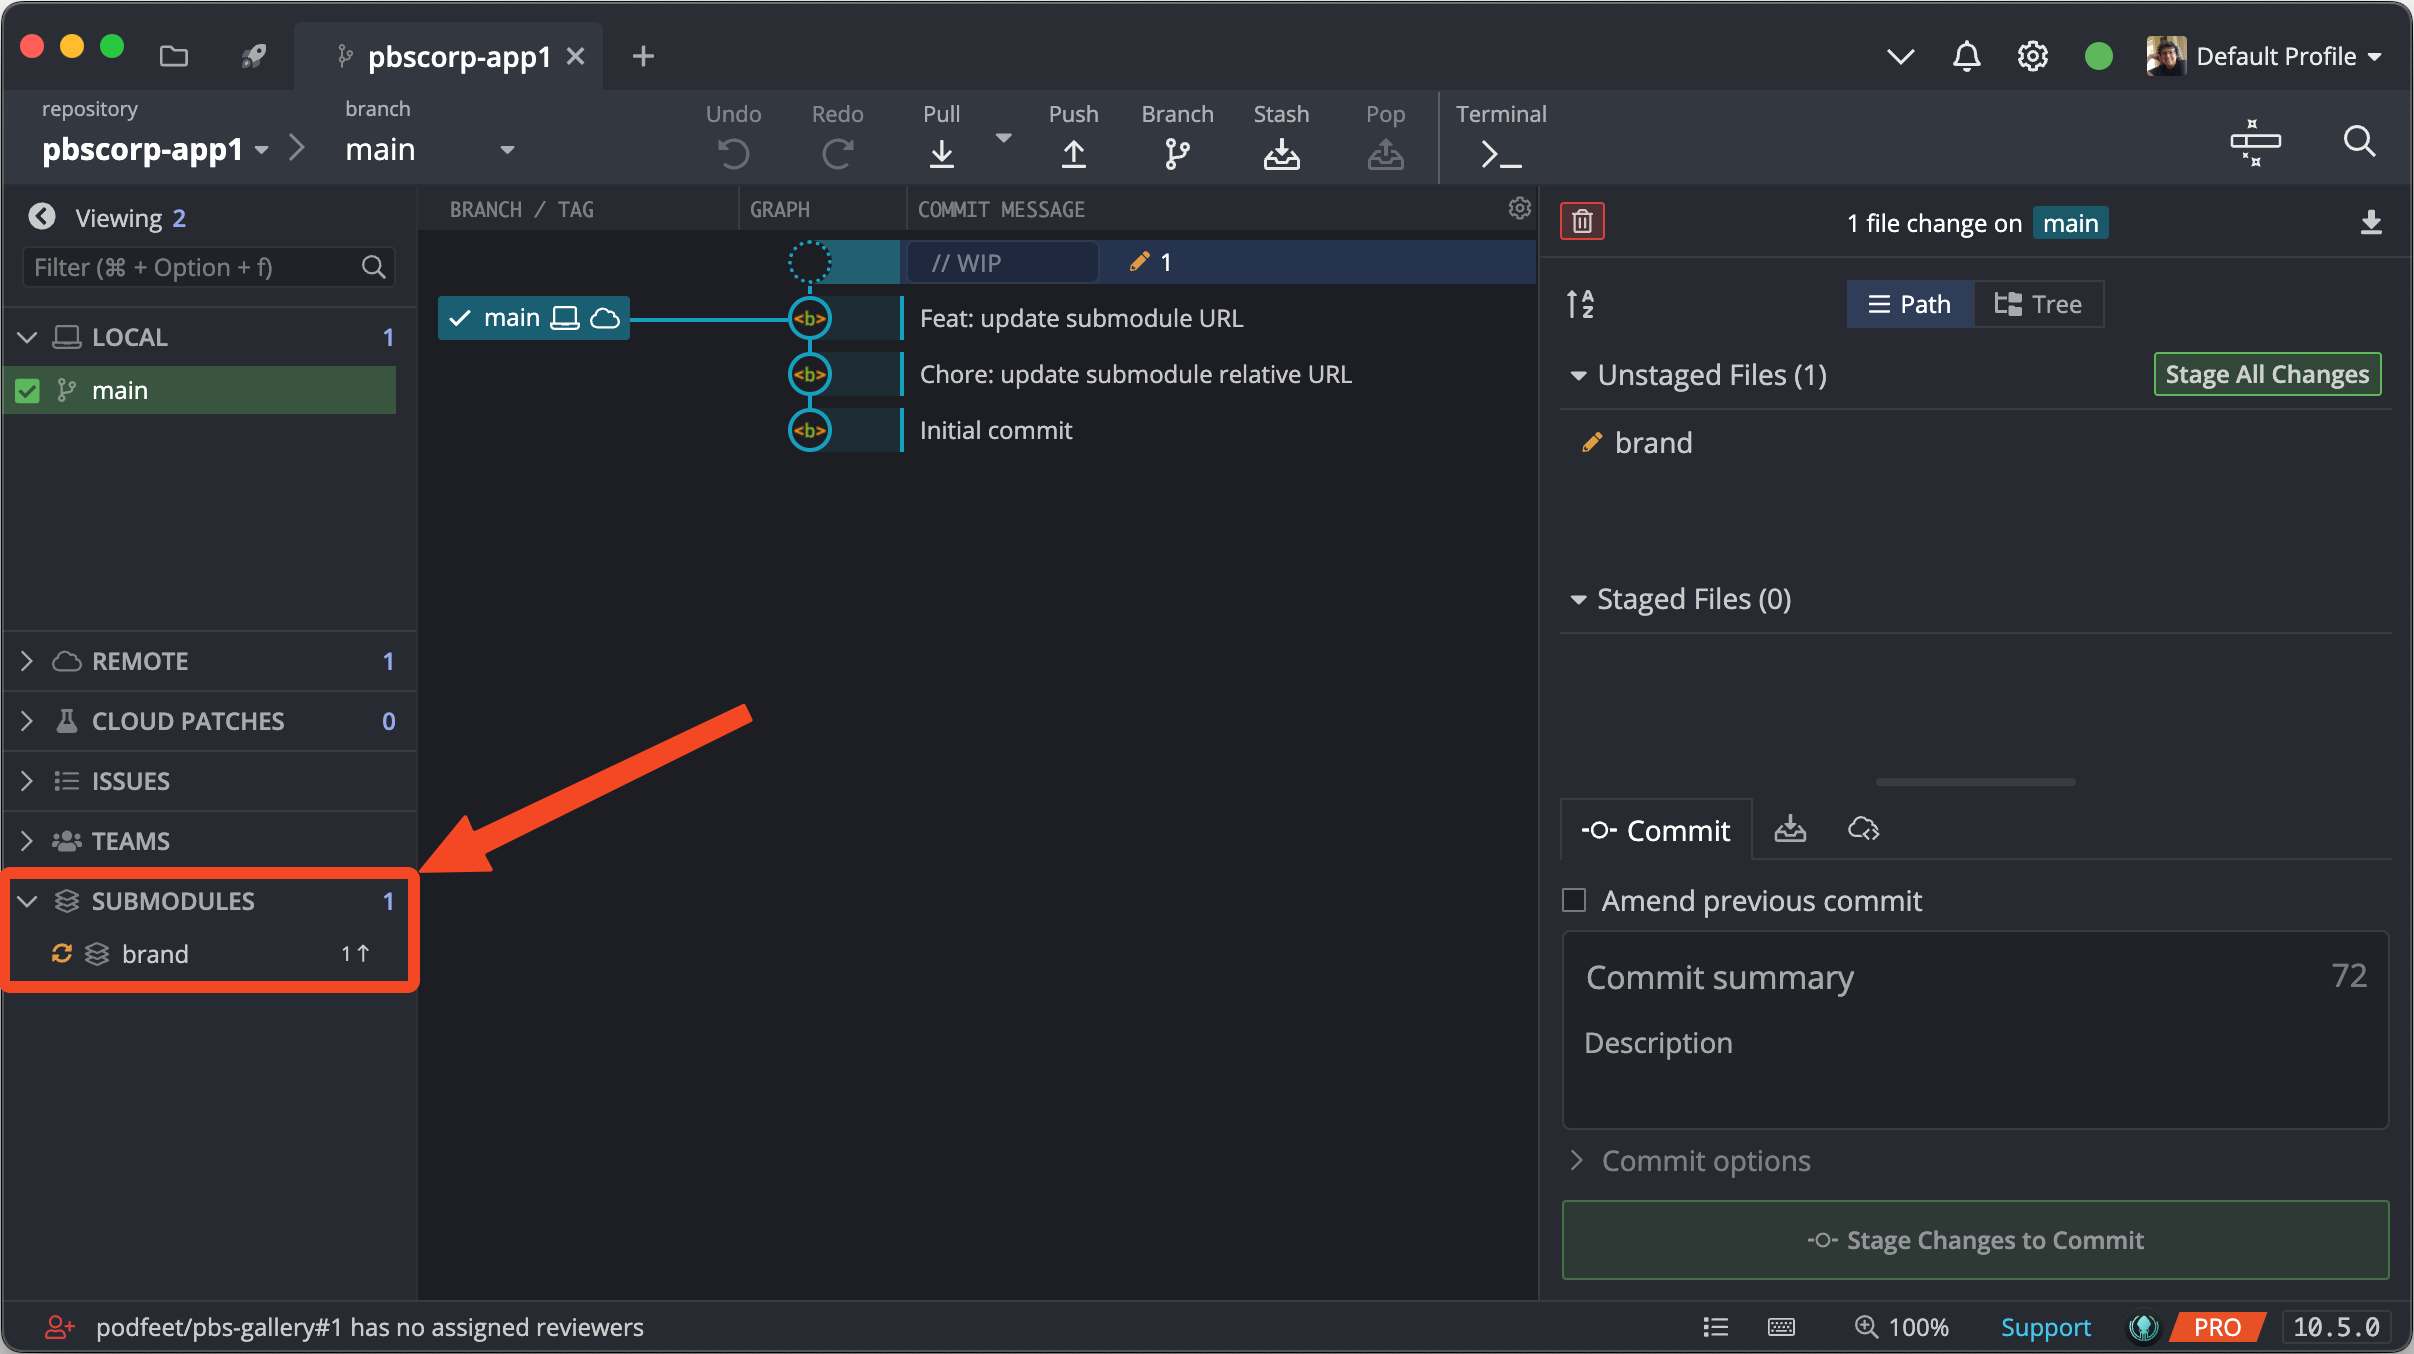 pbscorp-app1
Default Profile
repository
pbscorp-app1
branch
main
Undo
Redo
Pull
Push
Branch
Stash
Pop
Terminal
Viewing 2
Filter (⌘ + Option + f)
LOCAL 1
main
REMOTE 1
CLOUD PATCHES 0
ISSUES
TEAMS
SUBMODULES 1
brand 1↑
BRANCH / TAG
GRAPH
COMMIT MESSAGE
// WIP 1
main
<b> Feat: update submodule URL
<b> Chore: update submodule relative URL
<b> Initial commit
1 file change on main
A
Z
Path
Tree
Unstaged Files (1)
Stage All Changes
brand
Staged Files (0)
Commit
Amend previous commit
Commit summary 72
Description
Commit options
Stage Changes to Commit
podfeet/pbs-gallery#1 has no assigned reviewers
100%
Support
PRO
10.5.0